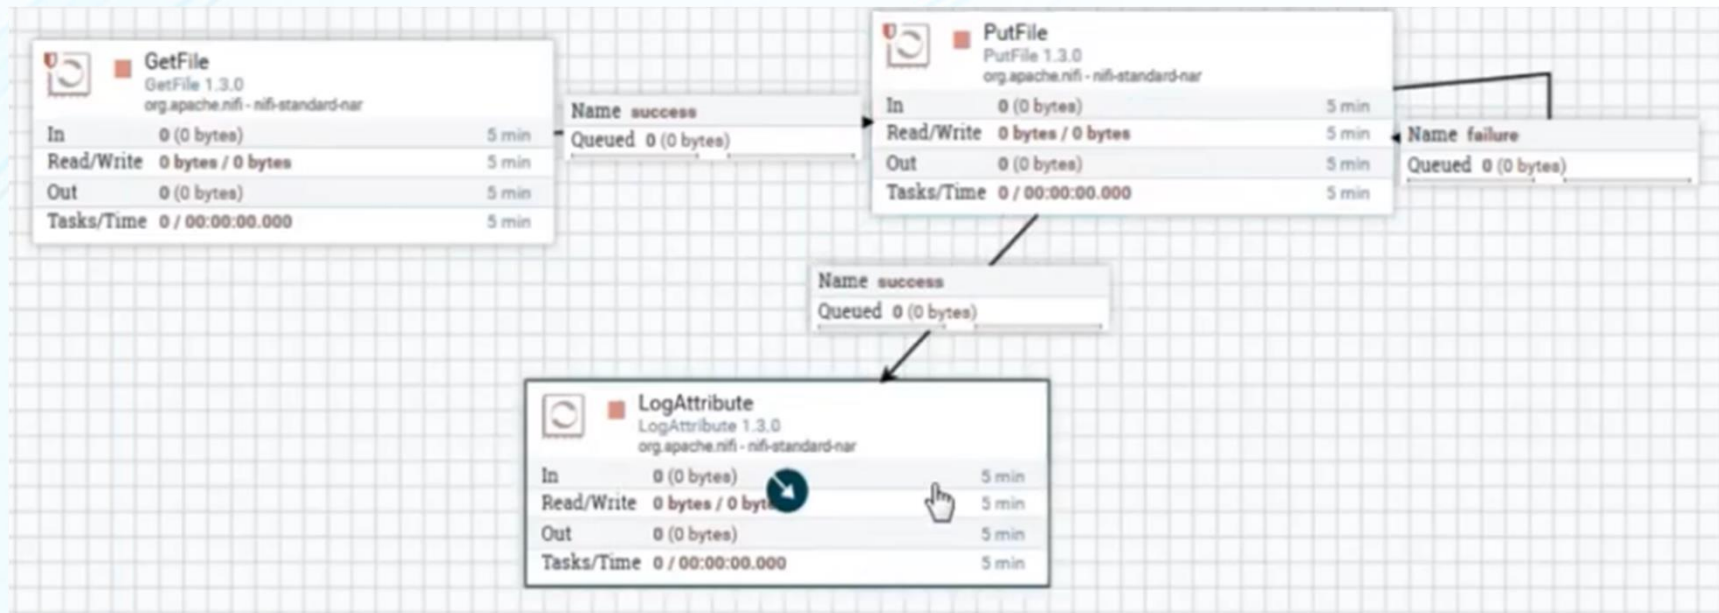 GetFile
GetFile 1.3.0
org.apache.nifi - nifi-standard-nar
In 0 (0 bytes) 5 min
Read/Write 0 bytes / 0 bytes 5 min
Out 0 (0 bytes) 5 min
Tasks/Time 0 / 00:00:00.000 5 min
Name success
Queued 0 (0 bytes)
PutFile
PutFile 1.3.0
org.apache.nifi - nifi-standard-nar
In 0 (0 bytes) 5 min
Read/Write 0 bytes / 0 bytes 5 min
Out 0 (0 bytes) 5 min
Tasks/Time 0 / 00:00:00.000 5 min
Name failure
Queued 0 (0 bytes)
Name success
Queued 0 (0 bytes)
LogAttribute
LogAttribute 1.3.0
org.apache.nifi - nifi-standard-nar
In 0 (0 bytes) 5 min
Read/Write 0 bytes / 0 byt 5 min
Out 0 (0 bytes) 5 min
Tasks/Time 0 / 00:00:00.000 5 min